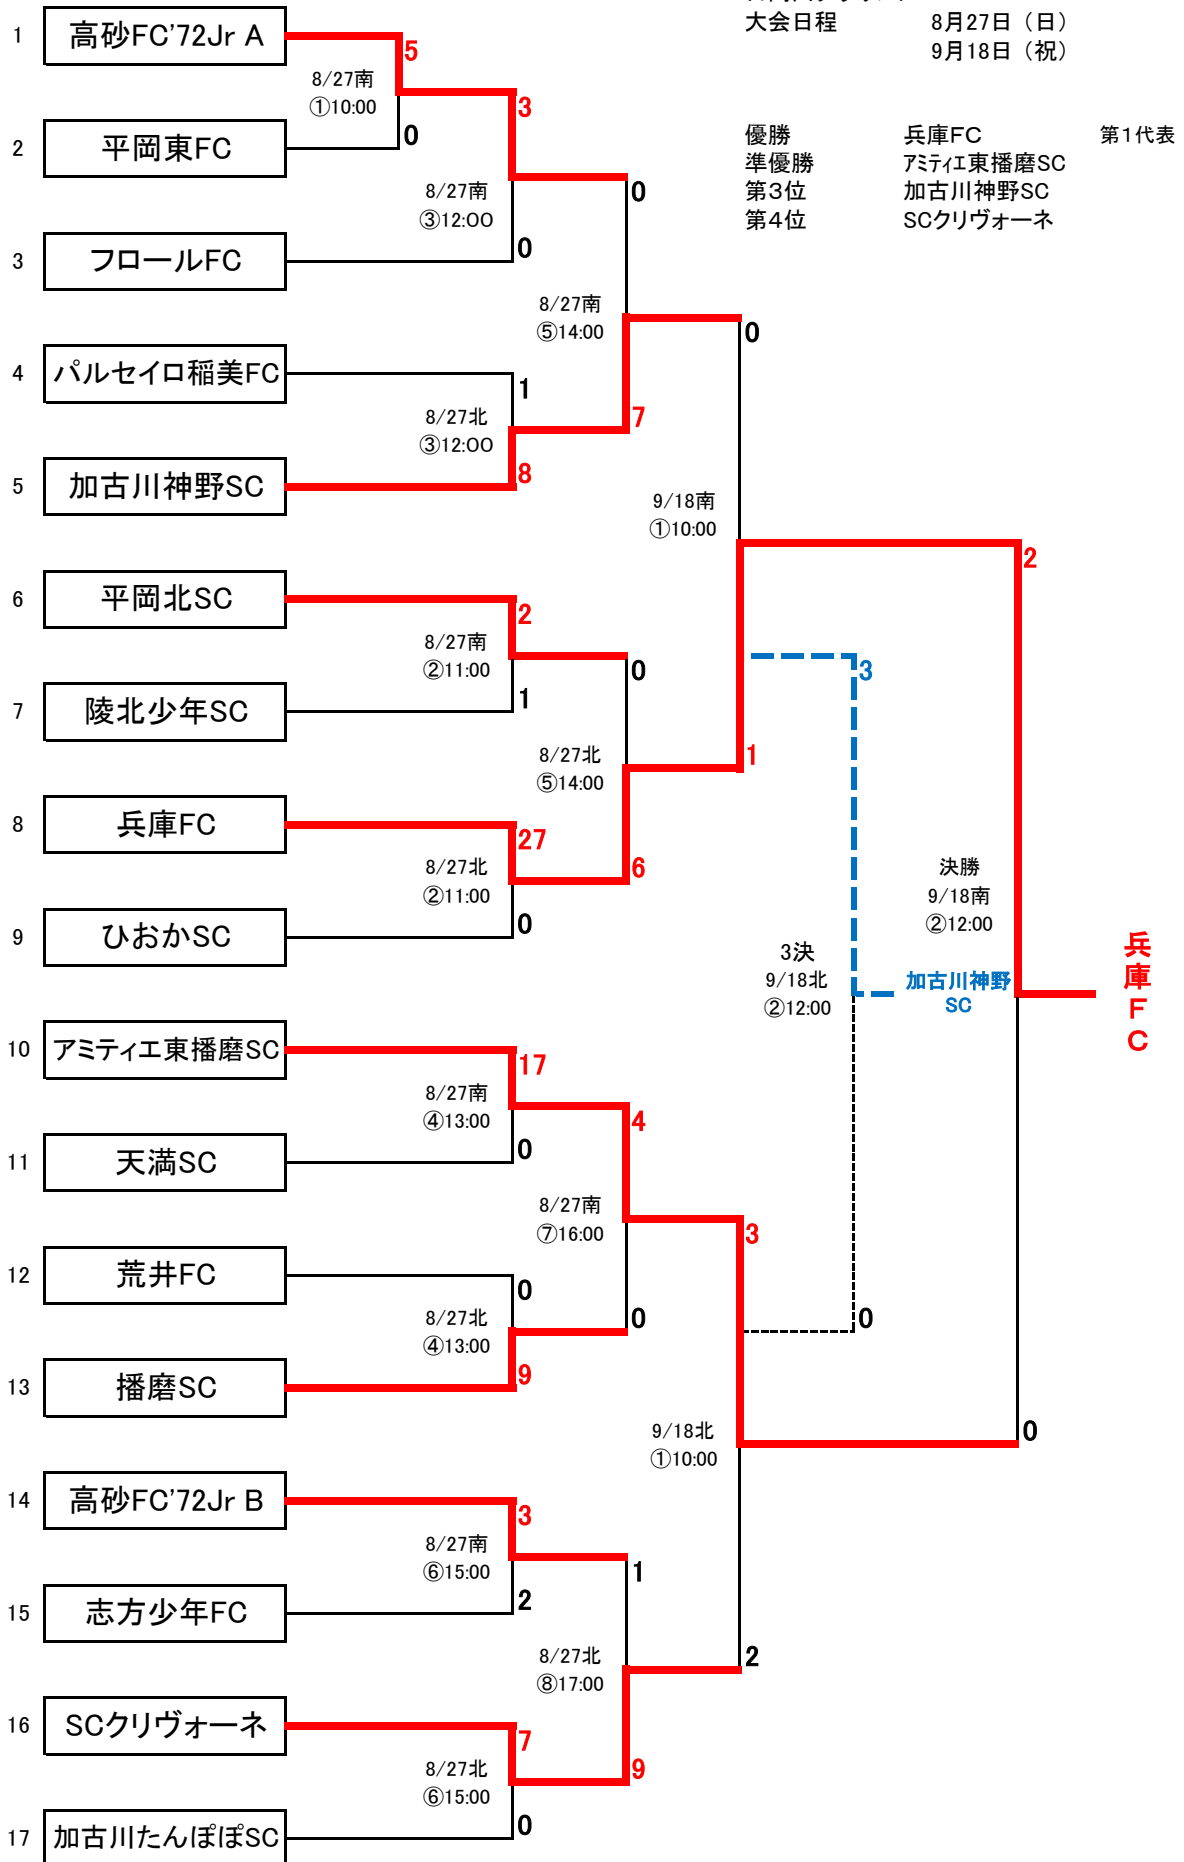 大会日程 8月27日（日）
9月18日（祝）
優勝 兵庫FC 第1代表
準優勝 アミティエ東播磨SC
第3位 加古川神野SC
第4位 SCクリヴォーネ
1 高砂FC'72Jr A
5
8/27南
①10:00
3
0
2 平岡東FC
8/27南
③12:00
0
0
3 フロールFC
8/27南
⑤14:00
0
4 パルセイロ稲美FC
1
8/27北
③12:00
7
8
5 加古川神野SC
9/18南
①10:00
2
6 平岡北SC
2
8/27南
②11:00
0
3
1
7 陵北少年SC
8/27北
⑤14:00
1
8 兵庫FC
27
8/27北
②11:00
6
0
9 ひおかSC
決勝
9/18南
②12:00
3決
9/18北
②12:00
加古川神野
SC
兵庫FC
10 アミティエ東播磨SC
17
8/27南
④13:00
4
0
11 天満SC
8/27南
⑦16:00
3
12 荒井FC
0
8/27北
④13:00
0
0
9
13 播磨SC
9/18北
①10:00
0
14 高砂FC'72Jr B
3
8/27南
⑥15:00
1
2
15 志方少年FC
8/27北
⑧17:00
2
16 SCクリヴォーネ
7
8/27北
⑥15:00
9
0
17 加古川たんぽぽSC